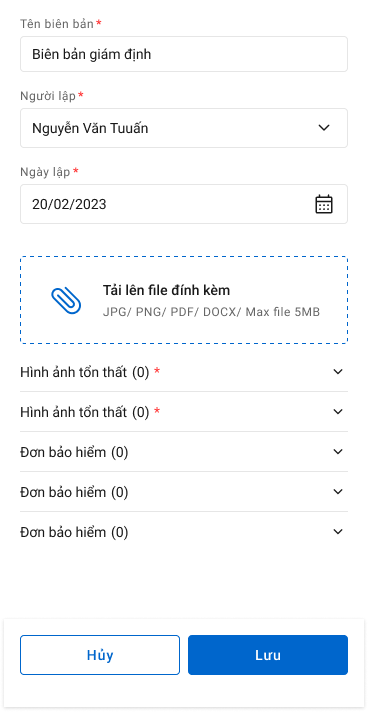 Tên biên bản *
Biên bản giám định
Người lập *
Nguyễn Văn Tuuấn
Ngày lập *
20/02/2023
Tải lên file đính kèm
JPG/ PNG/ PDF/ DOCX/ Max file 5MB
Hình ảnh tổn thất (0) *
Hình ảnh tổn thất (0) *
Đơn bảo hiểm (0)
Đơn bảo hiểm (0)
Đơn bảo hiểm (0)
Hủy
Lưu